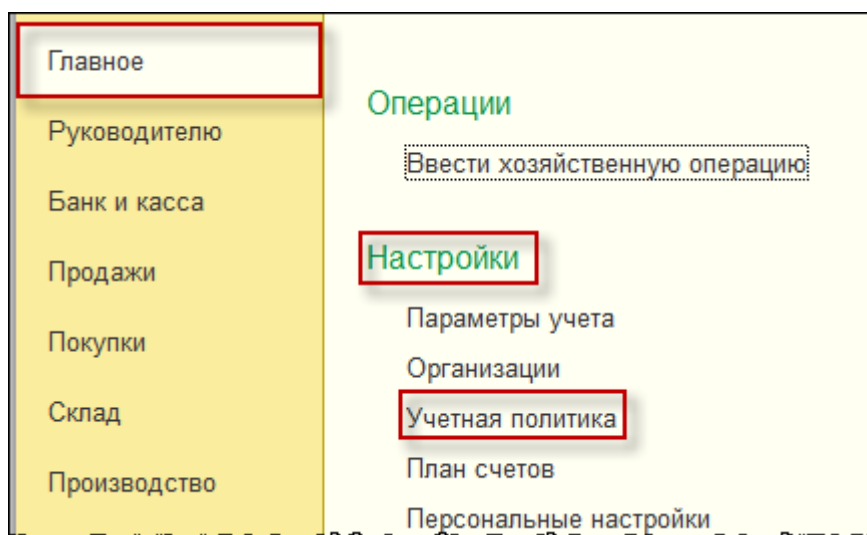 Главное
Руководителю
Банк и касса
Продажи
Покупки
Склад
Производство
Операции
Ввести хозяйственную операцию
Настройки
Параметры учета
Организации
Учетная политика
План счетов
Персональные настройки